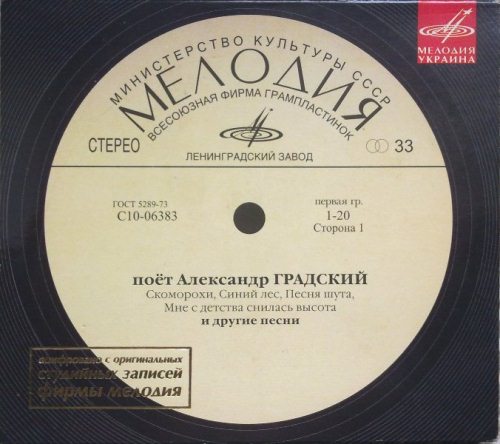 МИНИСТЕРСТВО КУЛЬТУРЫ СССР
МЕЛОДИЯ
ВСЕСОЮЗНАЯ ФИРМА ГРАМПЛАСТИНОК
МЕЛОДИЯ
УКРАИНА
СТЕРЕО
33
ЛЕНИНГРАДСКИЙ ЗАВОД
ГОСТ 5289-73
С10-06383
первая гр.
1-20
Сторона 1
поёт Александр ГРАДСКИЙ
Скоморохи, Синий лес, Песня шута,
Мне с детства снилась высота
и другие песни
оцифровано с оригинальных
студийных записей
фирмы мелодия